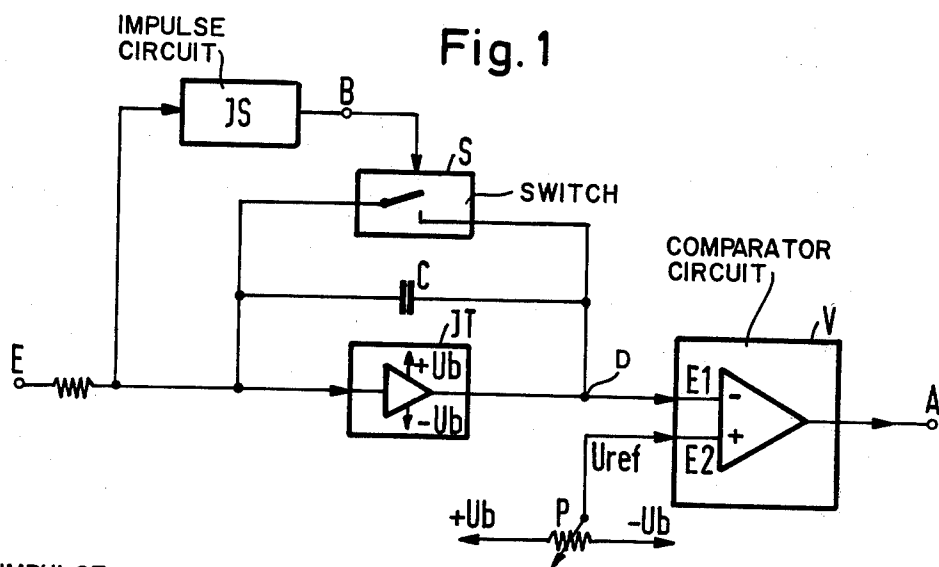 Fig. 1
IMPULSE
CIRCUIT
JS
B
S
SWITCH
C
JT
+Ub
-Ub
E
D
COMPARATOR
CIRCUIT
V
E1
-
+
E2
A
Uref
P
+Ub
-Ub
IMPULSE